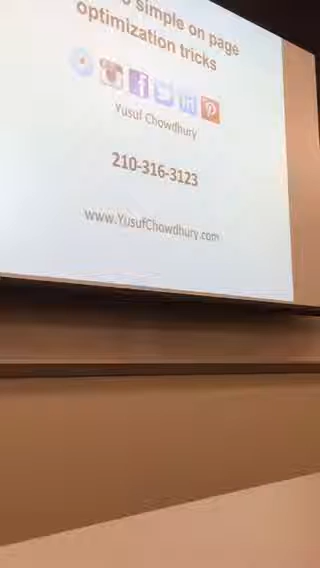 simple on page
optimization tricks
Yusuf Chowdhury
210-316-3123
www.YusufChowdhury.com